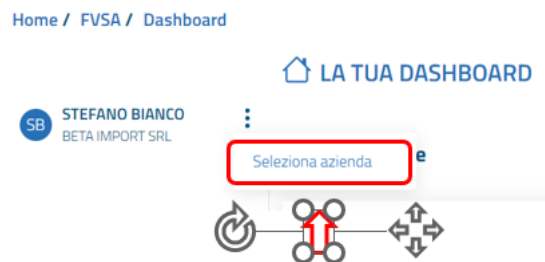 Home / FVSA / Dashboard
LA TUA DASHBOARD
SB
STEFANO BIANCO
BETA IMPORT SRL
Seleziona azienda
e